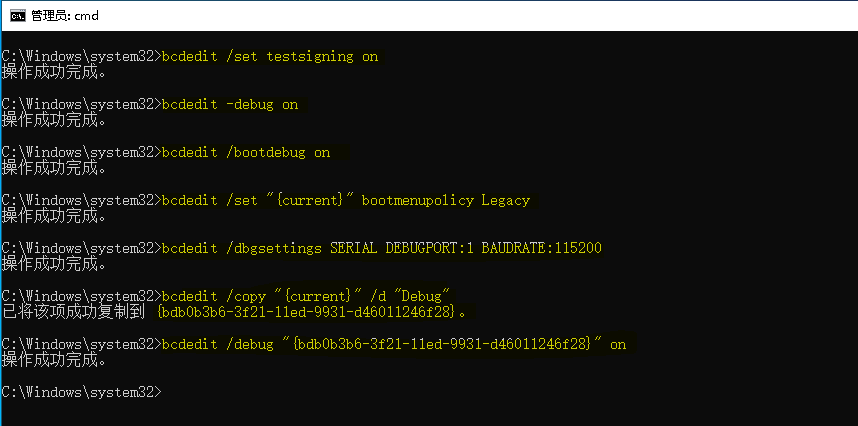 管理员: cmd
C:\Windows\system32>bcdedit /set testsigning on
操作成功完成。
C:\Windows\system32>bcdedit -debug on
操作成功完成。
C:\Windows\system32>bcdedit /bootdebug on
操作成功完成。
C:\Windows\system32>bcdedit /set "{current}" bootmenupolicy Legacy
操作成功完成。
C:\Windows\system32>bcdedit /dbgsettings SERIAL DEBUGPORT:1 BAUDRATE:115200
操作成功完成。
C:\Windows\system32>bcdedit /copy "{current}" /d "Debug"
已将该项成功复制到 {bdb0b3b6-3f21-11ed-9931-d46011246f28}。
C:\Windows\system32>bcdedit /debug "{bdb0b3b6-3f21-11ed-9931-d46011246f28}" on
操作成功完成。
C:\Windows\system32>